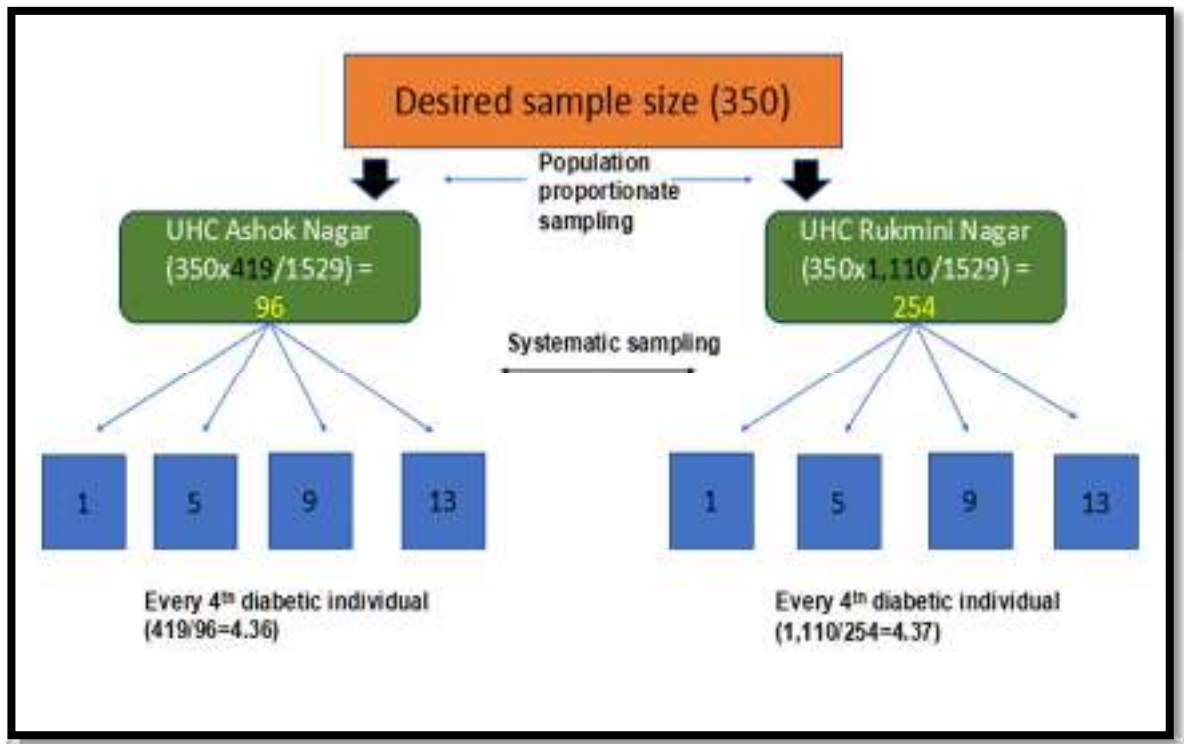 Desired sample size (350)
Population
proportionate
sampling
UHC Ashok Nagar
(350x419/1529) =
96
UHC Rukmini Nagar
(350x1,110/1529) =
254
Systematic sampling
1
5
9
13
1
5
9
13
Every 4th diabetic individual
(419/96=4.36)
Every 4th diabetic individual
(1,110/254=4.37)